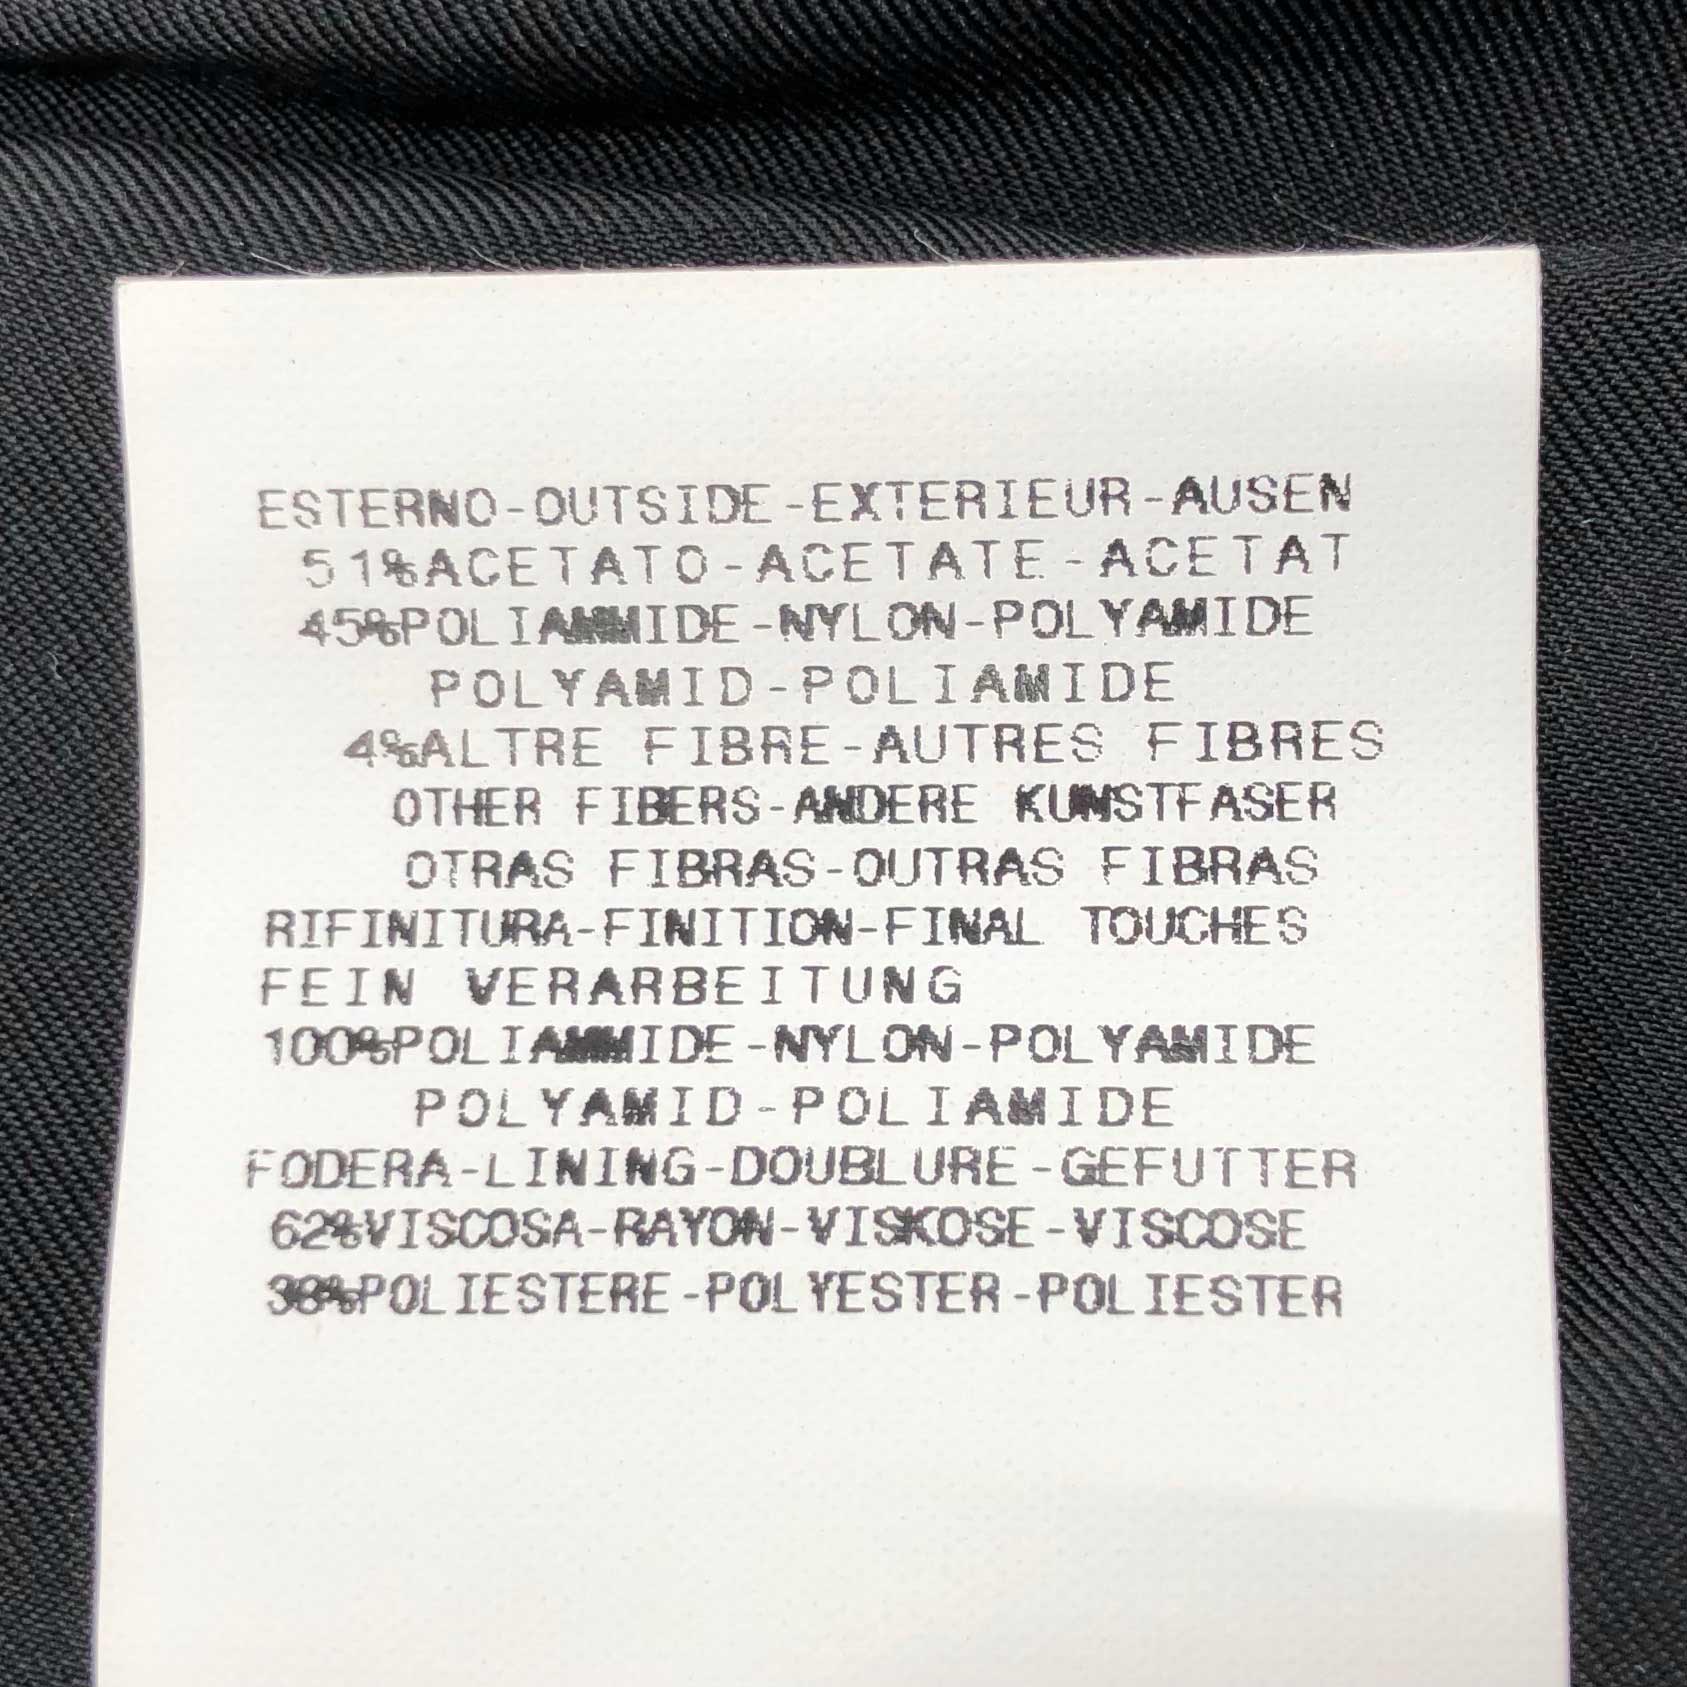 ESTERNO-OUTSIDE-EXTERIEUR-AUSEN
51%ACETATO-ACETATE-ACETAT
45%POLIAMMIDE-NYLON-POLYAMIDE
POLYAMID-POLIAMIDE
4%ALTRE FIBRE-AUTRES FIBRES
OTHER FIBERS-ANDERE KUNSTFASER
OTRAS FIBRAS-OUTRAS FIBRAS
RIFINITURA-FINITION-FINAL TOUCHES
FEIN VERARBEITUNG
100%POLIAMMIDE-NYLON-POLYAMIDE
POLYAMID-POLIAMIDE
FODERA-LINING-DOUBLURE-GEFUTTER
62%VISCOSA-RAYON-VISKOSE-VISCOSE
38%POLIESTERE-POLYESTER-POLIESTER